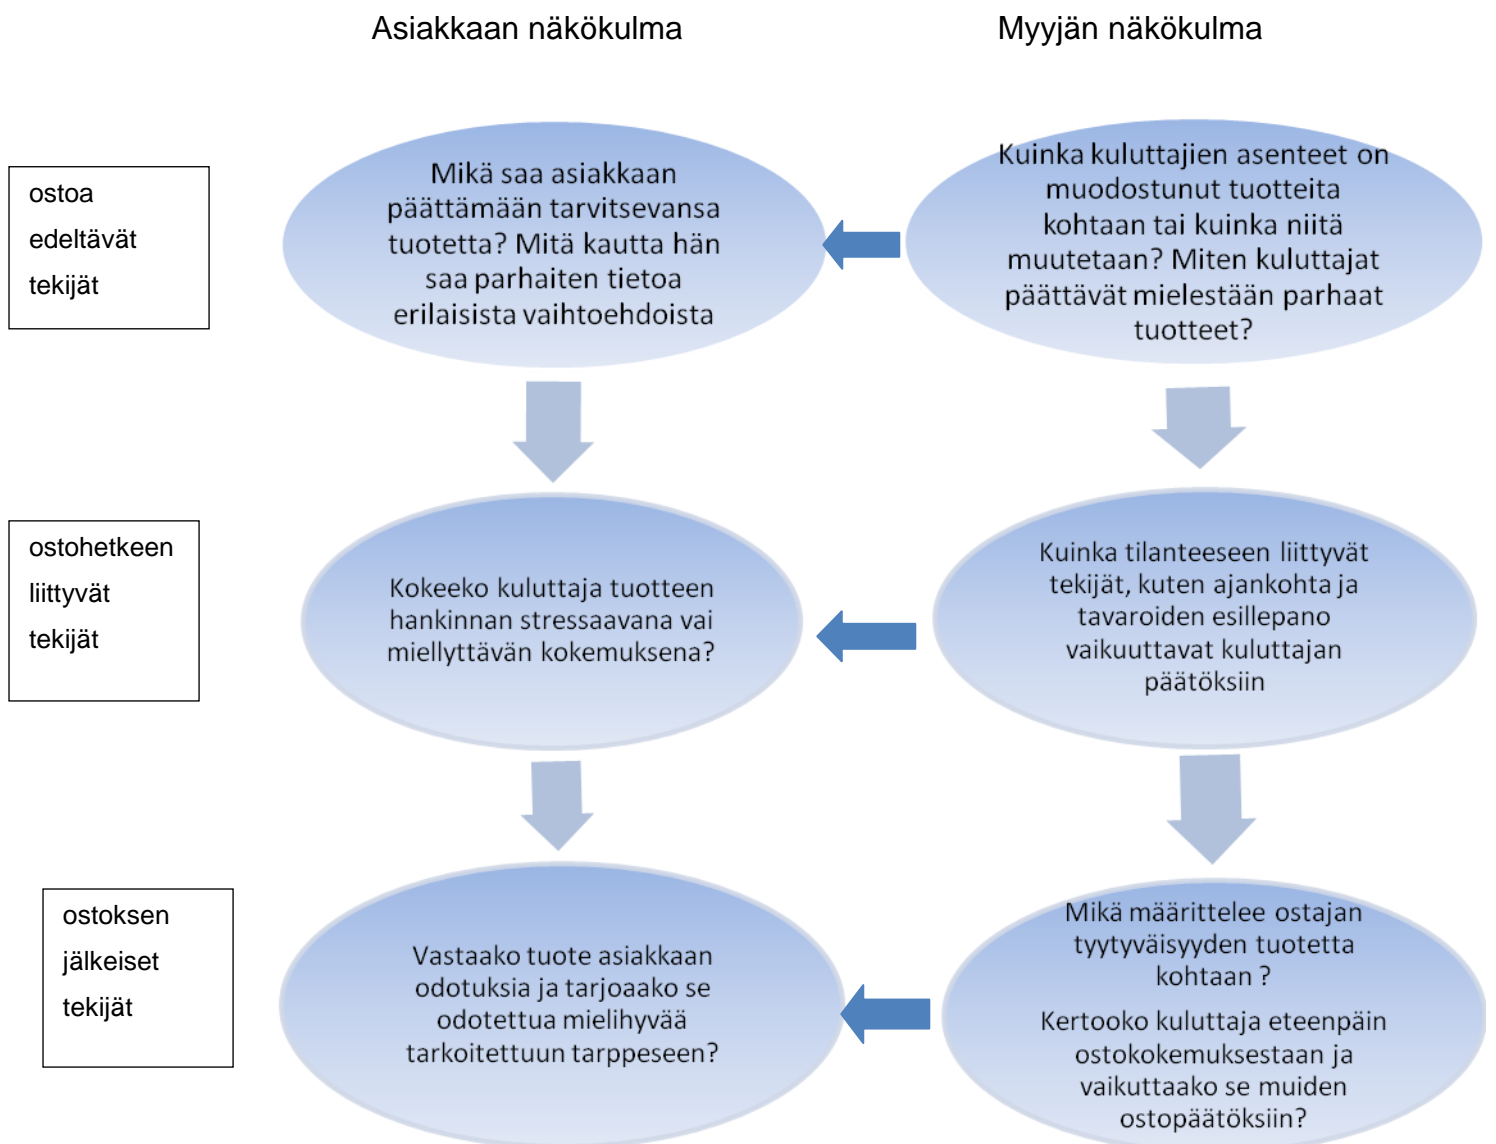 Asiakkaan näkökulma
Myyjän näkökulma
ostoa
edeltävät
tekijät
Mikä saa asiakkaan
päättämään tarvitsevansa
tuotetta? Mitä kautta hän
saa parhaiten tietoa
erilaisista vaihtoehdoista
Kuinka kuluttajien asenteet on
muodostunut tuotteita
kohtaan tai kuinka niitä
muutetaan? Miten kuluttajat
päättävät mielestään parhaat
tuotteet?
ostohetkeen
liittyvät
tekijät
Kokeeko kuluttaja tuotteen
hankinnan stressaavana vai
miellyttävän kokemuksena?
Kuinka tilanteeseen liittyvät
tekijät, kuten ajankohta ja
tavaroiden esillepano
vaikuuttavat kuluttajan
päätöksiin
ostoksen
jälkeiset
tekijät
Vastaako tuote asiakkaan
odotuksia ja tarjoaako se
odotettua mielihyvää
tarkoitettuun tarppeseen?
Mikä määrittelee ostajan
tyytyväisyyden tuotetta
kohtaan ?
Kertooko kuluttaja eteenpäin
ostokokemuksestaan ja
vaikuttaako se muiden
ostopäätöksiin?